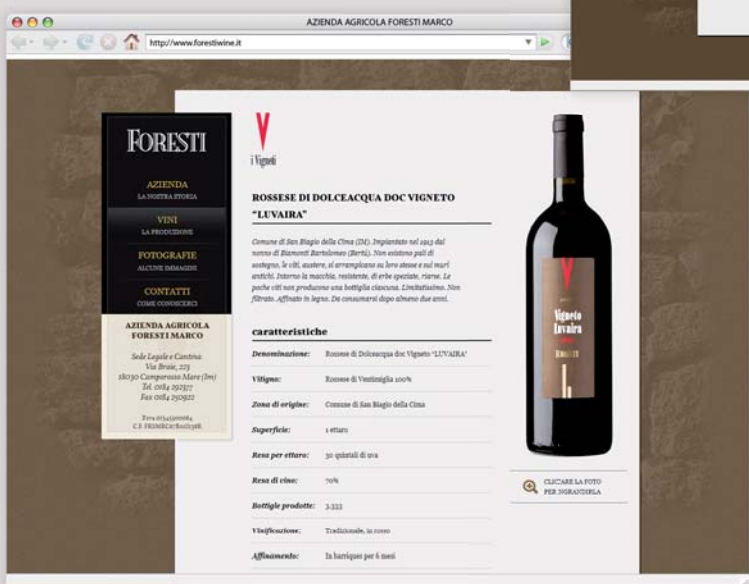 AZIENDA AGRICOLA FORESTI MARCO
http://www.forestiwine.it
FORESTI
AZIENDA
LA NOSTRA STORIA
VINI
LA PRODUZIONE
FOTOGRAFIE
ALCUNE IMMAGINI
CONTATTI
COME CONOSCERCI
AZIENDA AGRICOLA
FORESTI MARCO
Sede Legale e Cantina:
Via Braie, 223
18030 Camporosso Mare (Im)
Tel. 0184 292377
Fax 0184 250922
i Vigneti
ROSSESE DI DOLCEACQUA DOC VIGNETO
“LUVAIRA”
Comune di San Biagio della Cima (IM). Impiantato nel 1913 dal
nonno di Biamonti Bartolomeo (Bertü). Non esistono pali di
sostegno, le viti, austere, si arrampicano su loro stesse e sui muri
antichi. Intorno la macchia, resistente, di erbe speziate, riarse. Le
poche viti non producono una bottiglia ciascuna. Limitatissimo. Non
filtrato. Affinato in legno. Da consumarsi dopo almeno due anni.
caratteristiche
Denominazione: Rossese di Dolceacqua doc Vigneto “LUVAIRA”
Vitigno: Rossese di Ventimiglia 100%
Zona di origine: Comune di San Biagio della Cima
Superficie: 1 ettaro
Resa per ettaro: 30 quintali di uva
Resa di vino: 70%
Bottiglie prodotte: 3.333
Vinificazione: Tradizionale, in rosso
Affinamento: In barriques per 6 mesi
Vigneto
Luvaira
FORESTI
CLICCARE LA FOTO
PER INGRANDIRLA